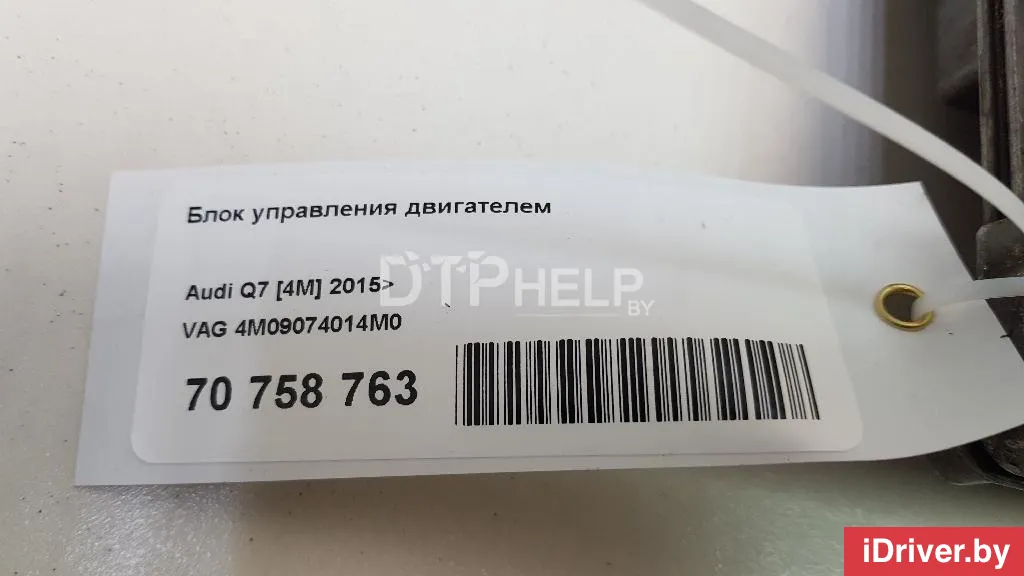 Блок управления двигателем
Audi Q7 [4M] 2015>
VAG 4M09074014M0
70 758 763
DTPHELP.BY
iDriver.by